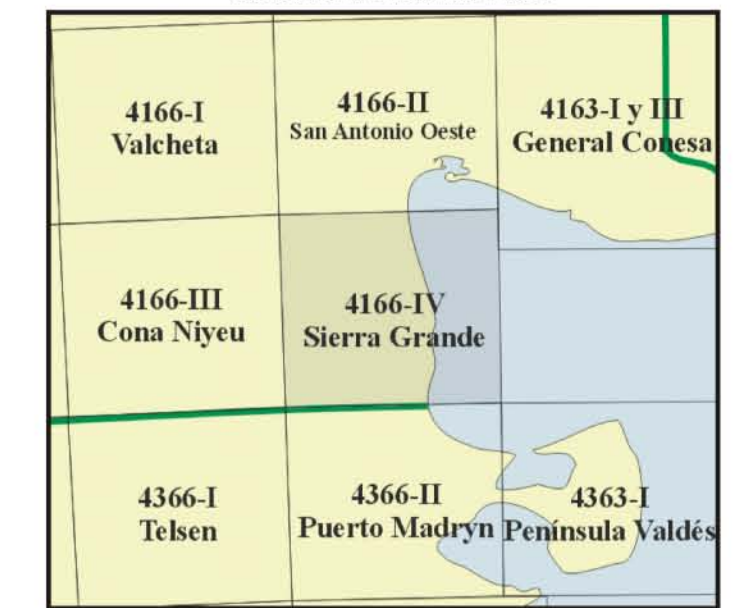 4166-I
Valcheta
4166-II
San Antonio Oeste
4163-I y III
General Conesa
4166-III
Cona Niyeu
4166-IV
Sierra Grande
4366-I
Telsen
4366-II
Puerto Madryn
4363-I
Península Valdés